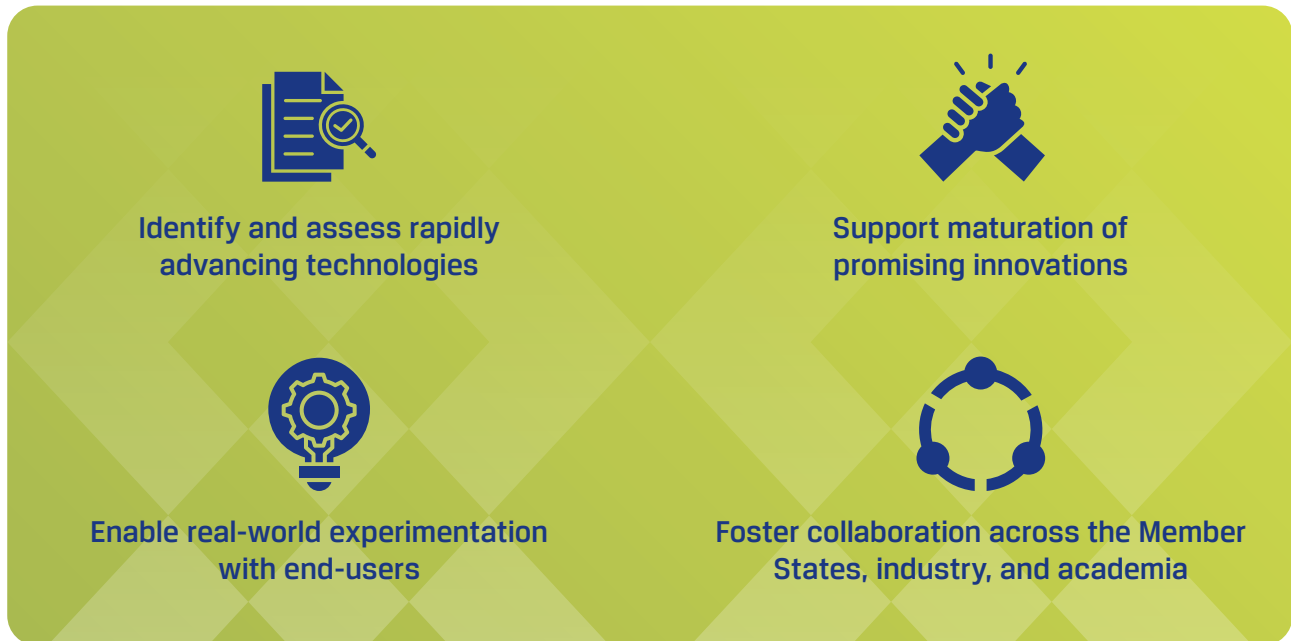 Identify and assess rapidly
advancing technologies
Support maturation of
promising innovations
Enable real-world experimentation
with end-users
Foster collaboration across the Member
States, industry, and academia